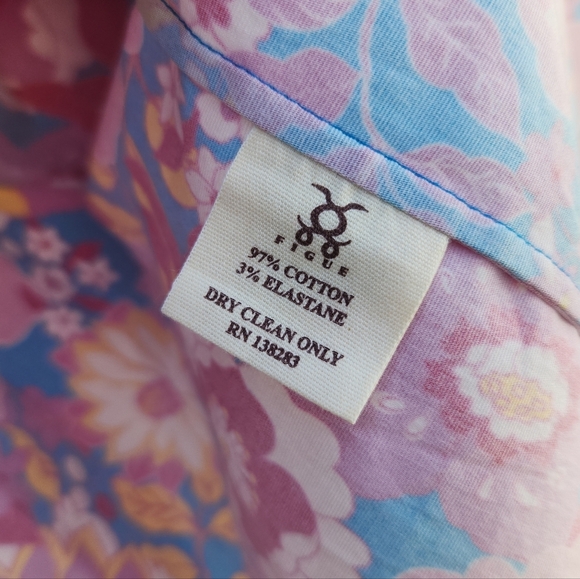 FIGUE
97% COTTON
3% ELASTANE
DRY CLEAN ONLY
RN 138283